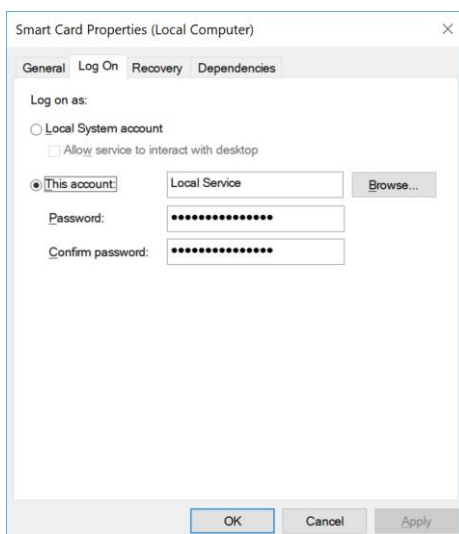 Smart Card Properties (Local Computer)
General Log On Recovery Dependencies
Log on as:
Local System account
Allow service to interact with desktop
This account: Local Service Browse...
Password: •••••••••••••••
Confirm password: •••••••••••••••
OK Cancel Apply